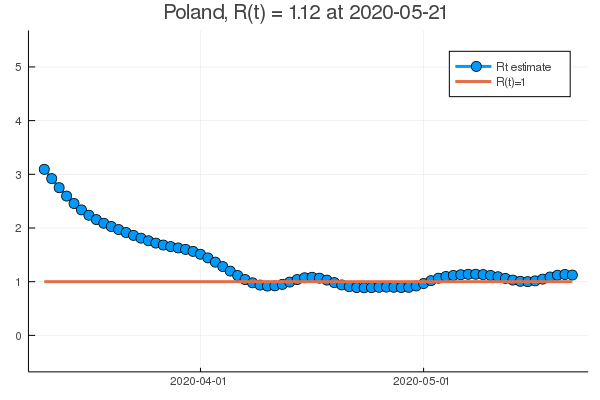 Poland, R(t) = 1.12 at 2020-05-21
5
4
3
2
1
0
Rt estimate
R(t)=1
2020-04-01
2020-05-01